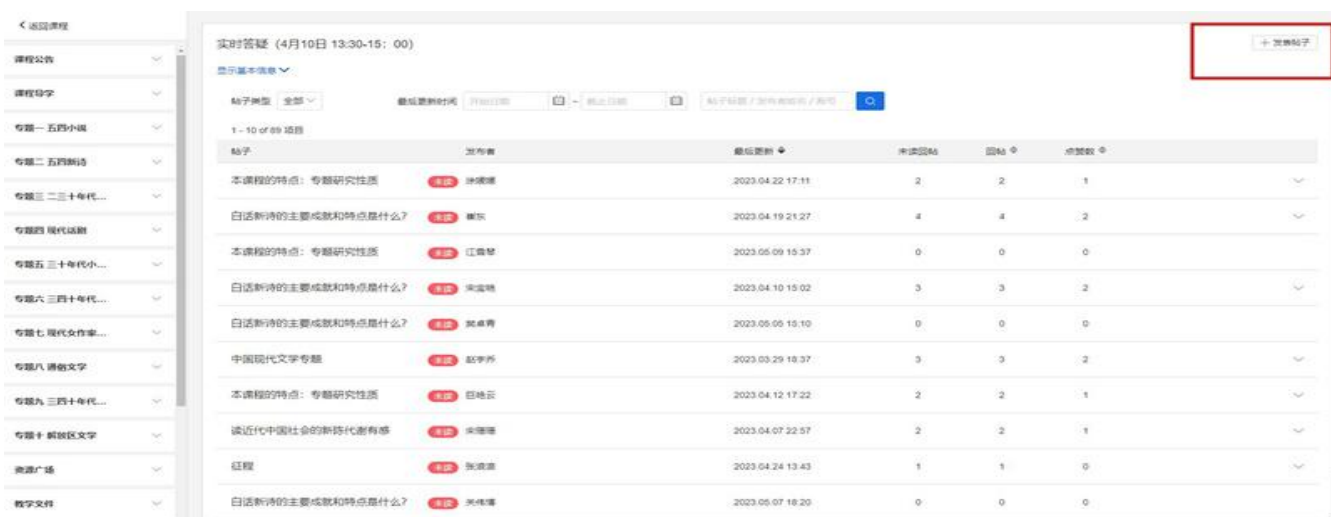 返回课程
课程公告
课程导学
专题一 五四小说
专题二 五四新诗
专题三 二三十年代...
专题四 现代话剧
专题五 三十年代小...
专题六 三四十年代...
专题七 现代女作家...
专题八 通俗文学
专题九 三四十年代...
专题十 解放区文学
资源广场
教学文件
实时答疑（4月10日 13:30-15：00）
+ 发表帖子
显示基本信息
帖子类型 全部 最后更新时间 开始日期 ~ 截止日期
1 - 10 of 89 项目
帖子 发布者 最后更新 未读回帖 回帖 点赞数
本课程的特点：专题研究性质 未读 2023.04.22 17:11 2 2 1
白话新诗的主要成就和特点是什么？ 未读 崔东 2023.04.19 21:27 4 4 2
本课程的特点：专题研究性质 未读 2023.05.09 15:37 0 0 0
白话新诗的主要成就和特点是什么？ 未读 2023.04.10 15:02 3 3 2
白话新诗的主要成就和特点是什么？ 未读 2023.05.05 15:10 0 0 0
中国现代文学专题 未读 2023.03.29 18:37 3 3 2
本课程的特点：专题研究性质 未读 2023.04.12 17:22 2 2 1
读近代中国社会的新陈代谢有感 未读 2023.04.07 22:57 2 2 1
征程 未读 2023.04.24 13:43 1 1 0
白话新诗的主要成就和特点是什么？ 未读 2023.05.07 18:20 0 0 0